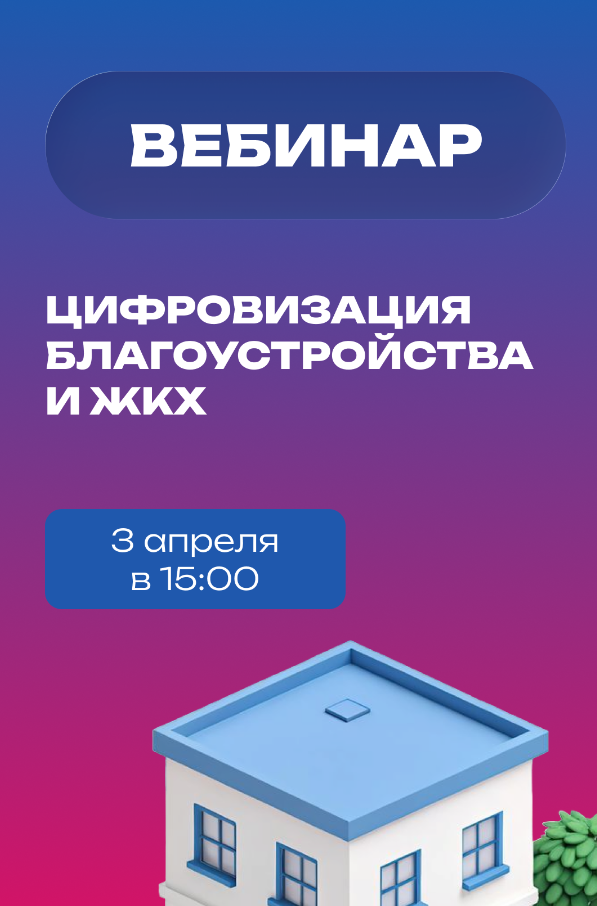 ВЕБИНАР
ЦИФРОВИЗАЦИЯ
БЛАГОУСТРОЙСТВА
И ЖКХ
3 апреля
в 15:00